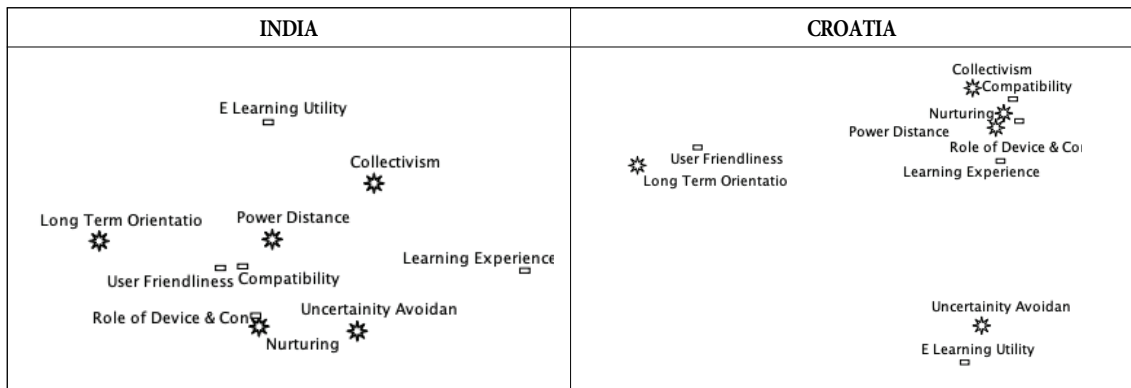 INDIA
E Learning Utility
Collectivism
Long Term Orientatio
Power Distance
Learning Experience
User Friendliness
Compatibility
Role of Device & Con
Uncertainity Avoidan
Nurturing
CROATIA
Collectivism
Compatibility
Nurturing
Power Distance
Role of Device & Co
User Friendliness
Learning Experience
Long Term Orientatio
Uncertainity Avoidan
E Learning Utility